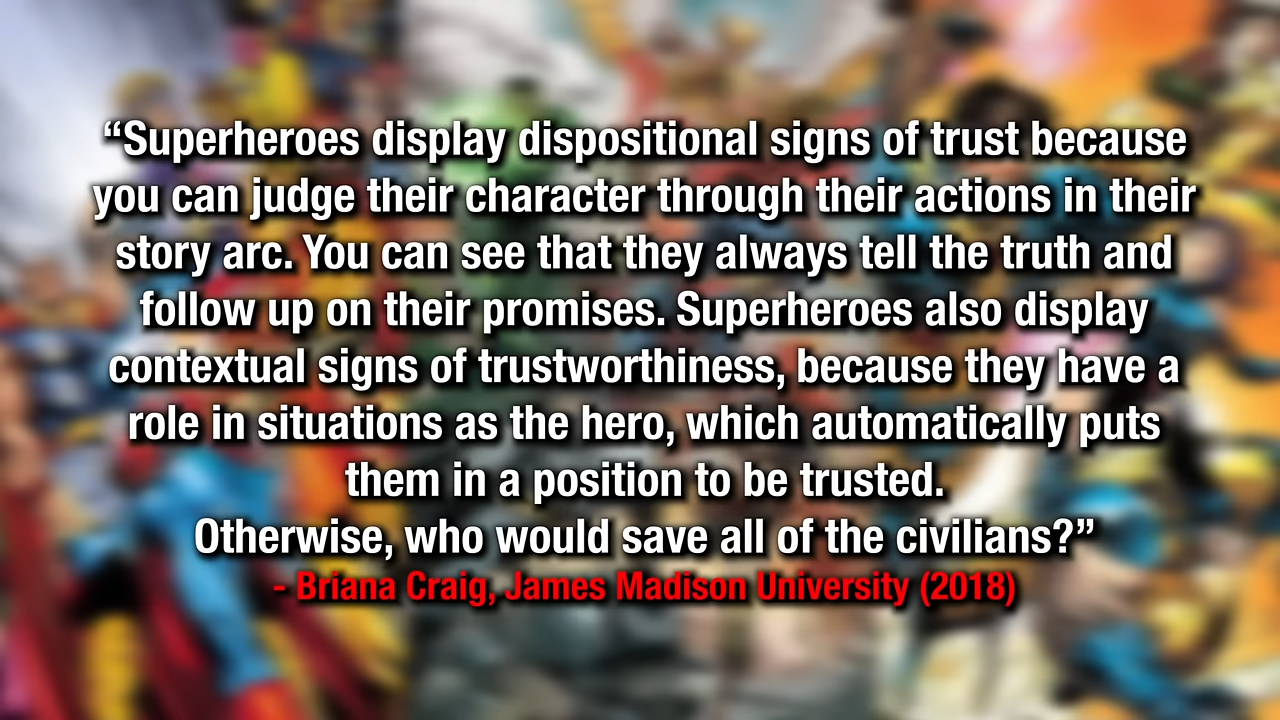 “Superheroes display dispositional signs of trust because
you can judge their character through their actions in their
story arc. You can see that they always tell the truth and
follow up on their promises. Superheroes also display
contextual signs of trustworthiness, because they have a
role in situations as the hero, which automatically puts
them in a position to be trusted.
Otherwise, who would save all of the civilians?”
- Briana Craig, James Madison University (2018)